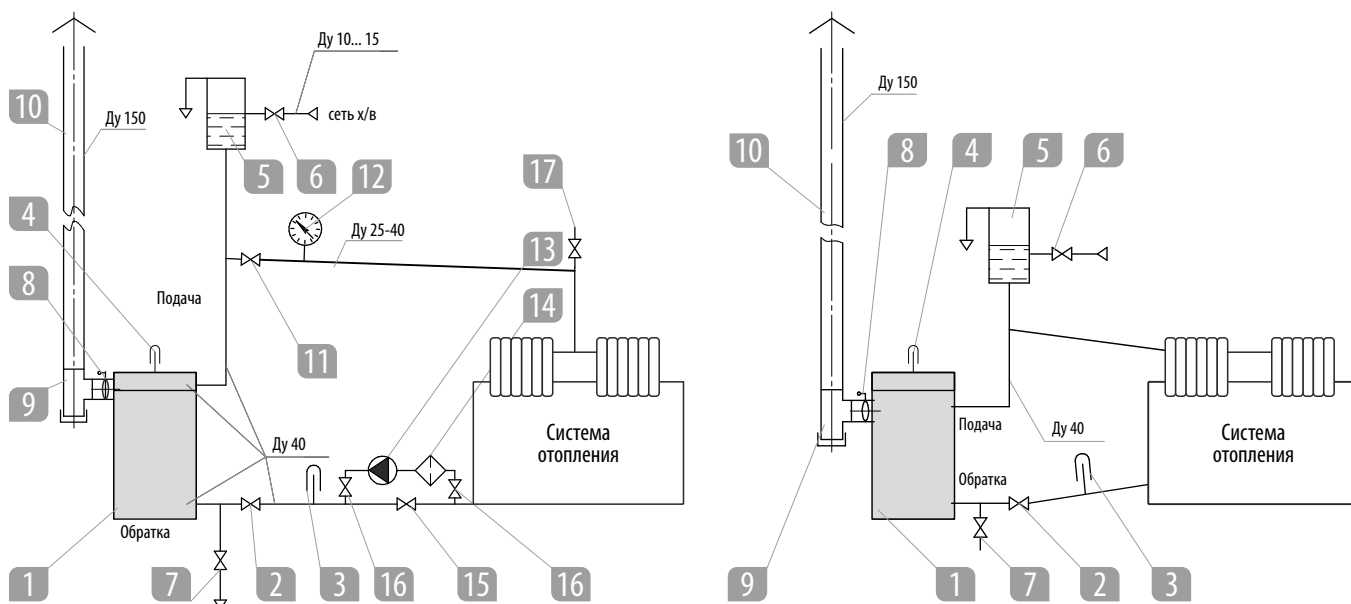 Ду 10... 15
10
Ду 150
сеть х/в
5
6
12
17
4
Ду 25-40
13
8
Подача
14
11
9
Система
отопления
Ду 40
Обратка
1
7
2
3
16
15
16
Ду 150
10
8
4
5
6
Подача
Ду 40
Система
отопления
Обратка
9
1
7
2
3